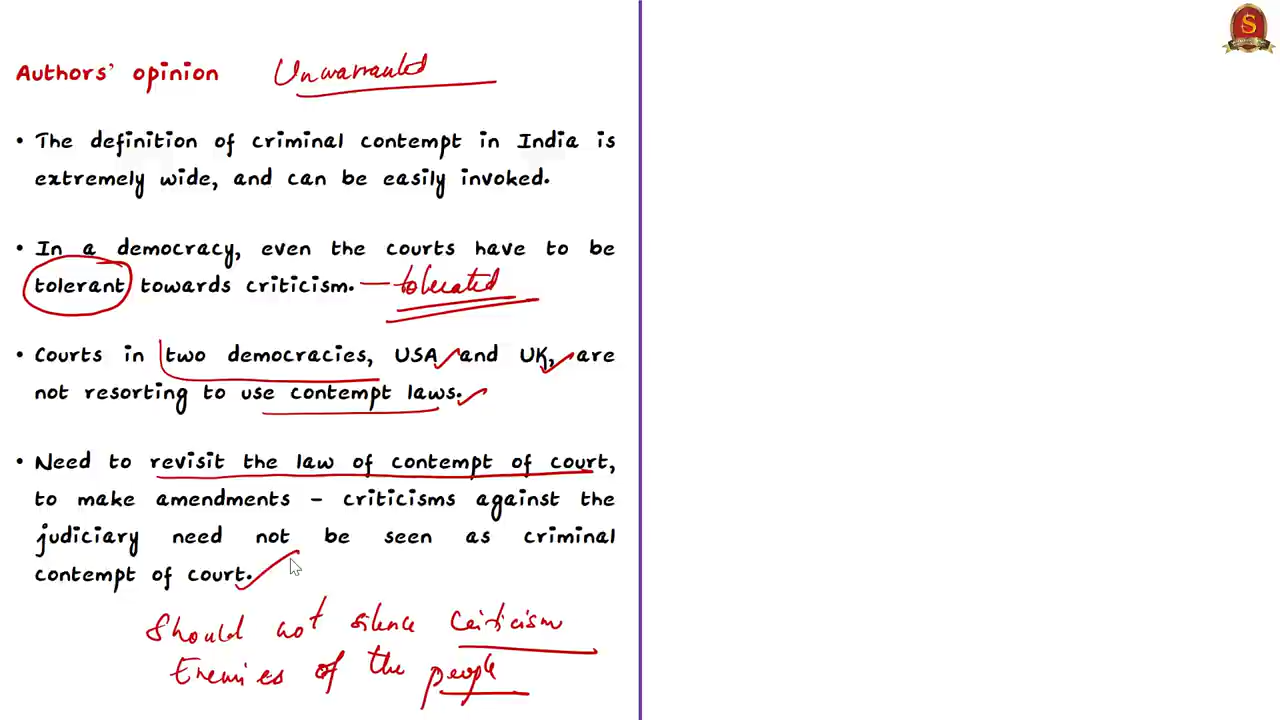 Authors' opinion Unwarranted
• The definition of criminal contempt in India is
extremely wide, and can be easily invoked.
• In a democracy, even the courts have to be
tolerant towards criticism. — tolerated
• Courts in two democracies, USA and UK, are
not resorting to use contempt laws.
• Need to revisit the law of contempt of court,
to make amendments – criticisms against the
judiciary need not be seen as criminal
contempt of court.
Should not silence criticism
Enemies of the people
S